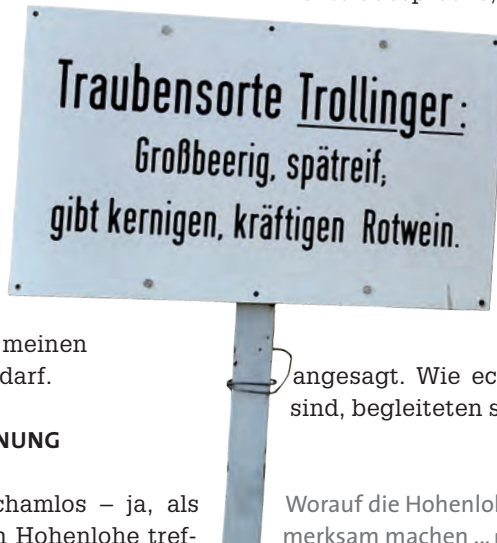 Traubensorte Trollinger:
Großbeerig, spätreif;
gibt kernigen, kräftigen Rotwein.
meinen
darf.
NUNG
chamlos – ja, als
Hohenlohe tref-
angesagt. Wie ec
sind, begleiteten s
Worauf die Hohenloh
merksam machen ...